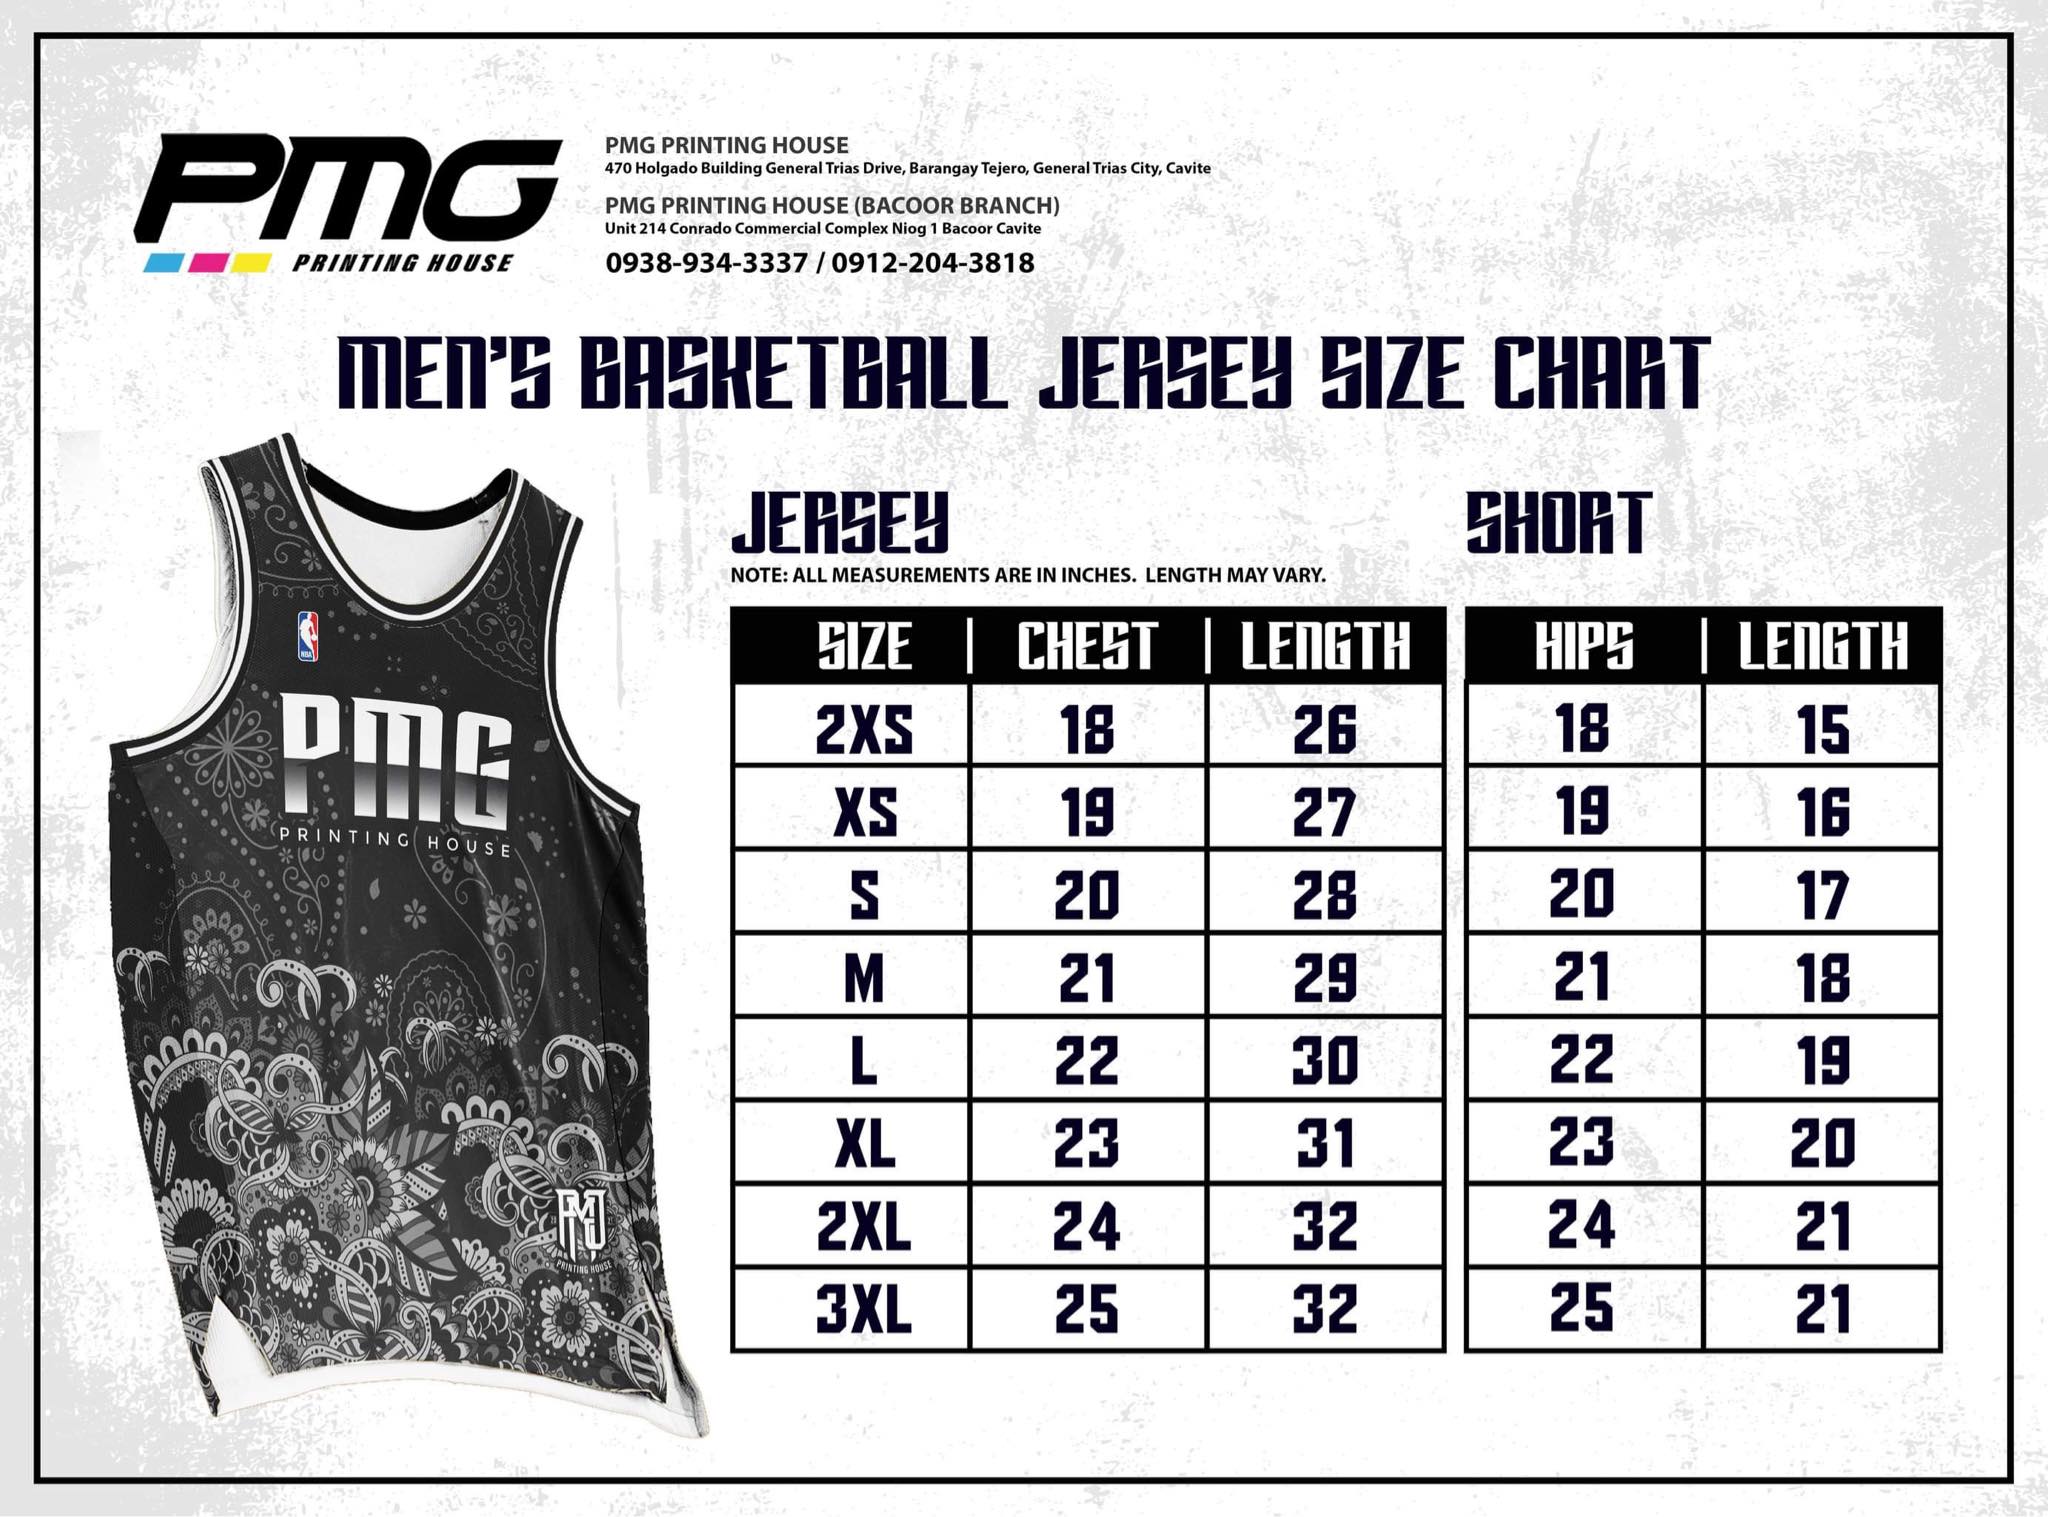 PMG
PRINTING HOUSE
PMG PRINTING HOUSE
470 Holgado Building General Trias Drive, Barangay Tejero, General Trias City, Cavite
PMG PRINTING HOUSE (BACOOR BRANCH)
Unit 214 Conrado Commercial Complex Niog 1 Bacoor Cavite
0938-934-3337 / 0912-204-3818
MEN'S BASKETBALL JERSEY SIZE CHART
NBA
PMG
PRINTING HOUSE
PMG
PRINTING HOUSE
JERSEY
NOTE: ALL MEASUREMENTS ARE IN INCHES. LENGTH MAY VARY.
SIZE | CHEST | LENGTH
2XS 18 26
XS 19 27
S 20 28
M 21 29
L 22 30
XL 23 31
2XL 24 32
3XL 25 32
SHORT
HIPS | LENGTH
18 15
19 16
20 17
21 18
22 19
23 20
24 21
25 21